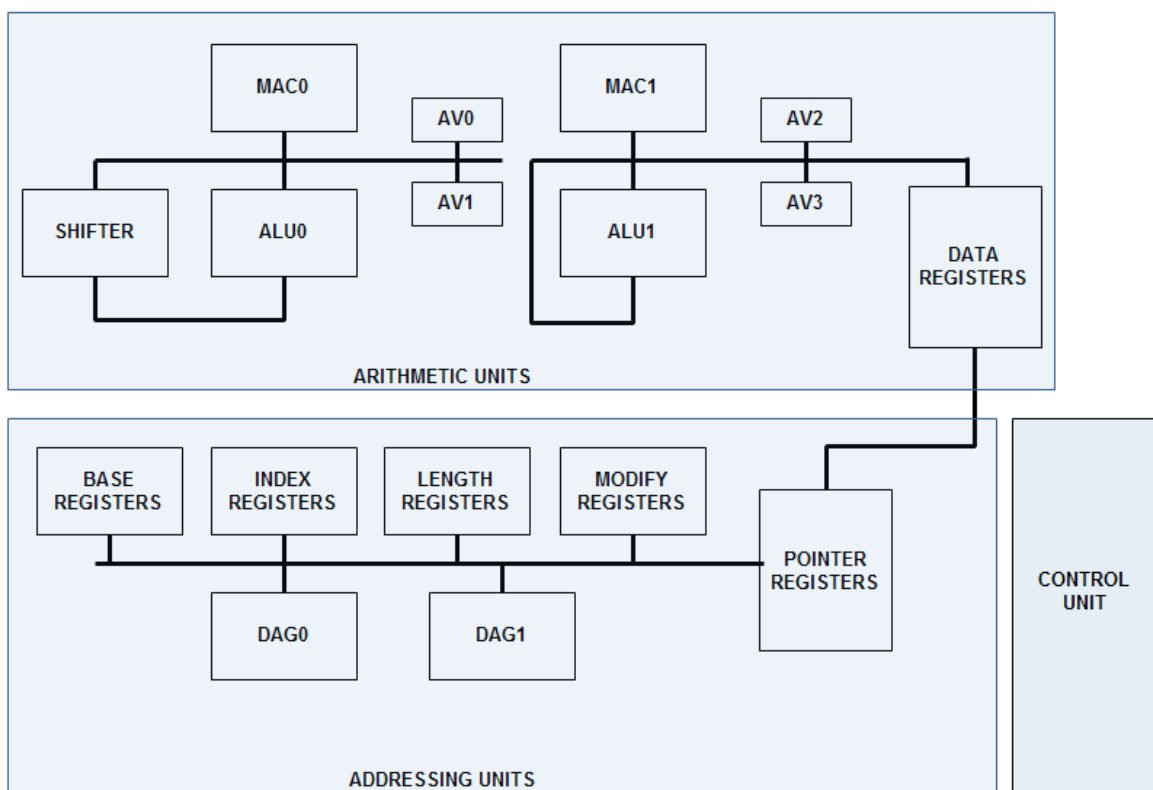 MAC0
MAC1
AV0
AV2
SHIFTER
ALU0
AV1
ALU1
AV3
DATA
REGISTERS
ARITHMETIC UNITS
BASE
REGISTERS
INDEX
REGISTERS
LENGTH
REGISTERS
MODIFY
REGISTERS
POINTER
REGISTERS
CONTROL
UNIT
DAG0
DAG1
ADDRESSING UNITS